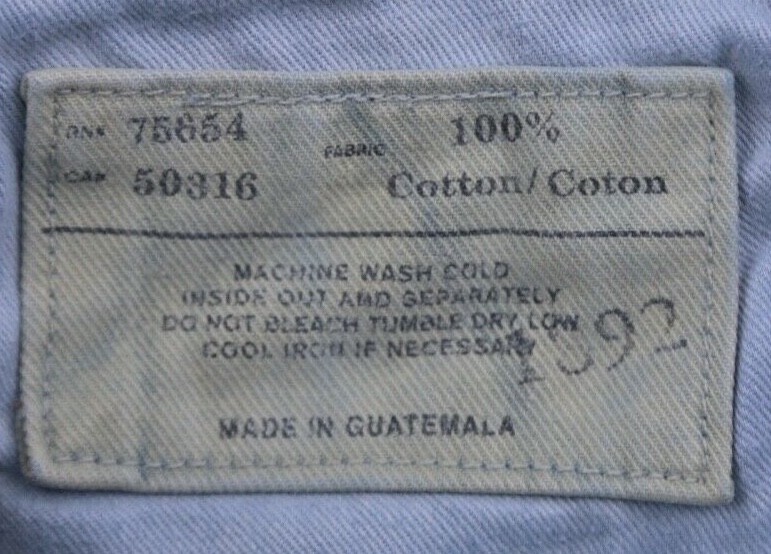 RN# 75654
CA# 50316
FABRIC
100%
Cotton/Coton
MACHINE WASH COLD
INSIDE OUT AND SEPARATELY
DO NOT BLEACH TUMBLE DRY, LOW
COOL IRON IF NECESSARY
MADE IN GUATEMALA